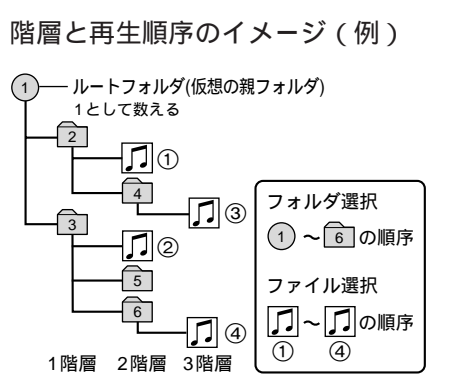 階層と再生順序のイメージ(例)
1 ルートフォルダ(仮想の親フォルダ)
1として数える
2
①
4
③
3
②
5
6
④
1階層 2階層 3階層
フォルダ選択
1 ~ 6 の順序
ファイル選択
~ の順序
① ④